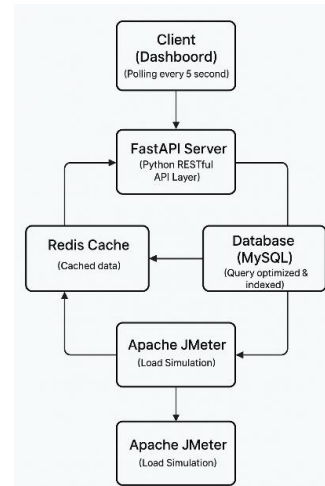 Client
(Dashboord)
(Polling every 5 second)
FastAPI Server
(Python RESTful
API Layer)
Redis Cache
(Cached data)
Database
(MySQL)
(Query optimized &
indexed)
Apache JMeter
(Load Simulation)
Apache JMeter
(Load Simulation)